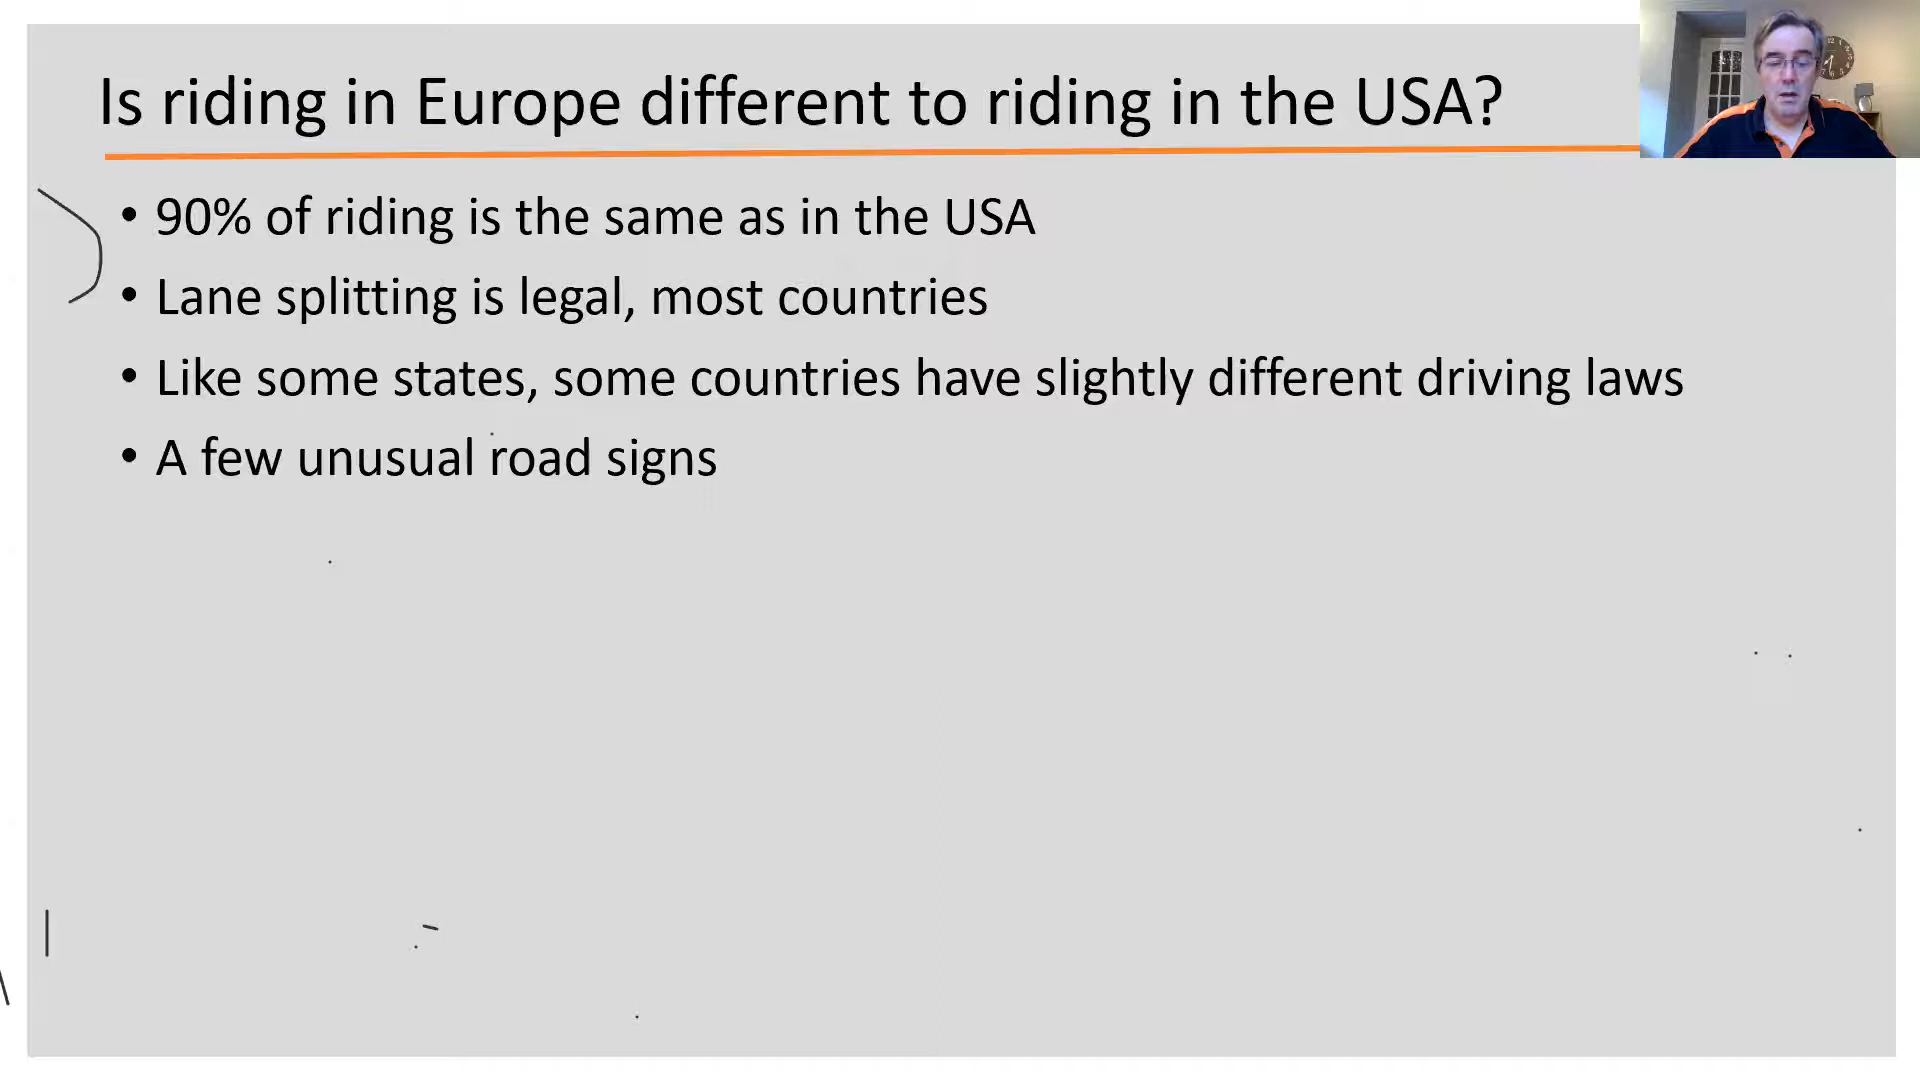 Is riding in Europe different to riding in the USA?
• 90% of riding is the same as in the USA
• Lane splitting is legal, most countries
• Like some states, some countries have slightly different driving laws
• A few unusual road signs